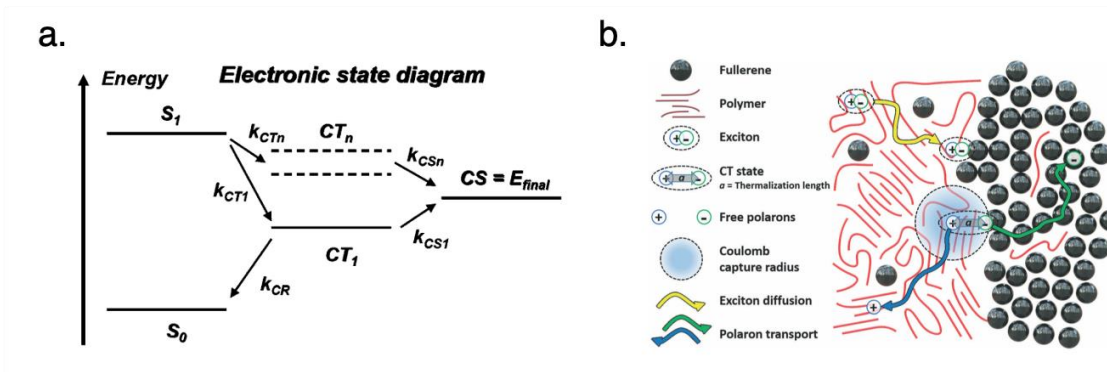 a.
Energy
Electronic state diagram
S1
kCTn
CTn
kCSn
CS = Efinal
kCT1
CT1
kCS1
kCR
S0
b.
Fullerene
Polymer
Exciton
CT state
a = Thermalization length
Free polarons
Coulomb
capture radius
Exciton diffusion
Polaron transport
+ -
+ a -
+ -
+ -
+ -
-
+ a -
+